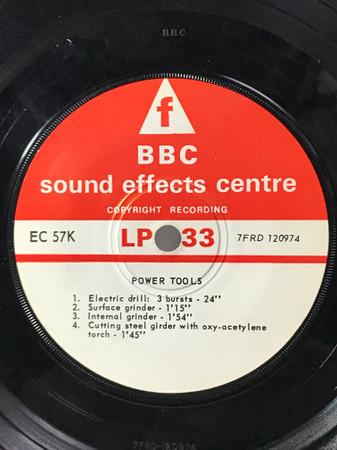 B.B.C
f
BBC
sound effects centre
COPYRIGHT RECORDING
EC 57K LP 33 7FRD 120974
POWER TOOLS
1. Electric drill: 3 bursts - 24''
2. Surface grinder - 1'15''
3. Internal grinder - 1'54''
4. Cutting steel girder with oxy-acetylene
torch - 1'45''
7FRD-120974